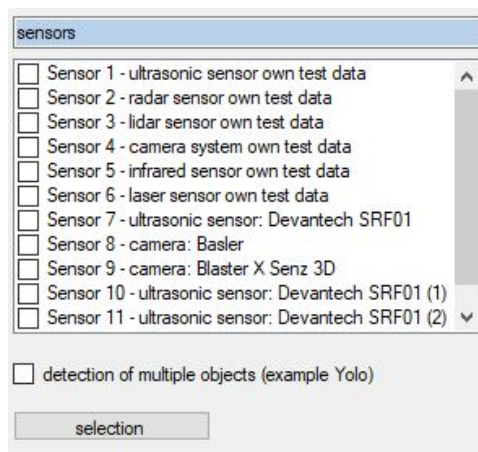 sensors
Sensor 1 - ultrasonic sensor own test data
Sensor 2 - radar sensor own test data
Sensor 3 - lidar sensor own test data
Sensor 4 - camera system own test data
Sensor 5 - infrared sensor own test data
Sensor 6 - laser sensor own test data
Sensor 7 - ultrasonic sensor: Devantech SRF01
Sensor 8 - camera: Basler
Sensor 9 - camera: Blaster X Senz 3D
Sensor 10 - ultrasonic sensor: Devantech SRF01 (1)
Sensor 11 - ultrasonic sensor: Devantech SRF01 (2)
detection of multiple objects (example Yolo)
selection